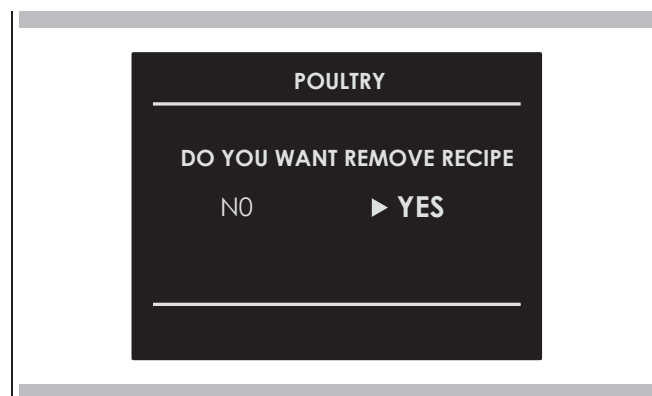 POULTRY
DO YOU WANT REMOVE RECIPE
N0 ▶ YES